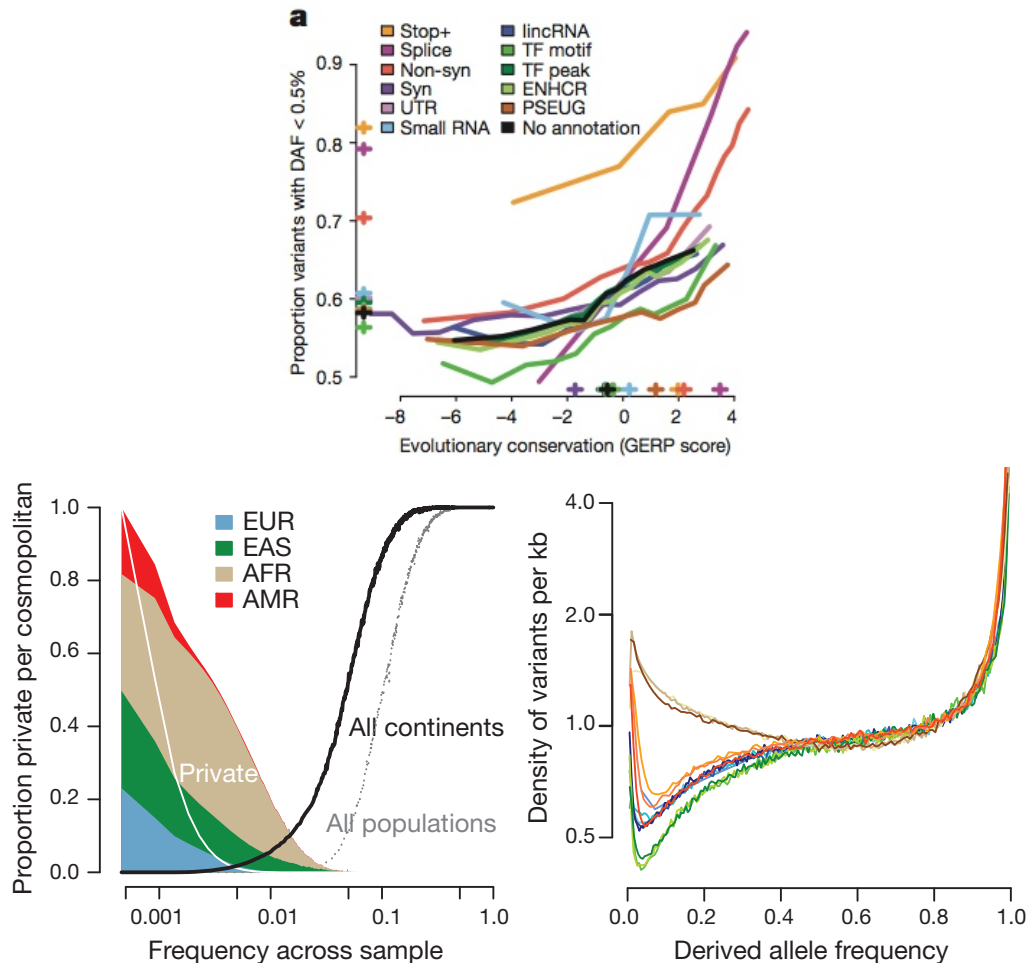 a
Stop+
Splice
Non-syn
Syn
UTR
Small RNA
lincRNA
TF motif
TF peak
ENHCR
PSEUG
No annotation
Proportion variants with DAF < 0.5%
0.9
0.8
0.7
0.6
0.5
−8 −6 −4 −2 0 2 4
Evolutionary conservation (GERP score)
Proportion private per cosmopolitan
1.0
0.8
0.6
0.4
0.2
0.0
EUR
EAS
AFR
AMR
All continents
Private
All populations
0.001 0.01 0.1 1.0
Frequency across sample
Density of variants per kb
4.0
2.0
1.0
0.5
0.0 0.2 0.4 0.6 0.8 1.0
Derived allele frequency